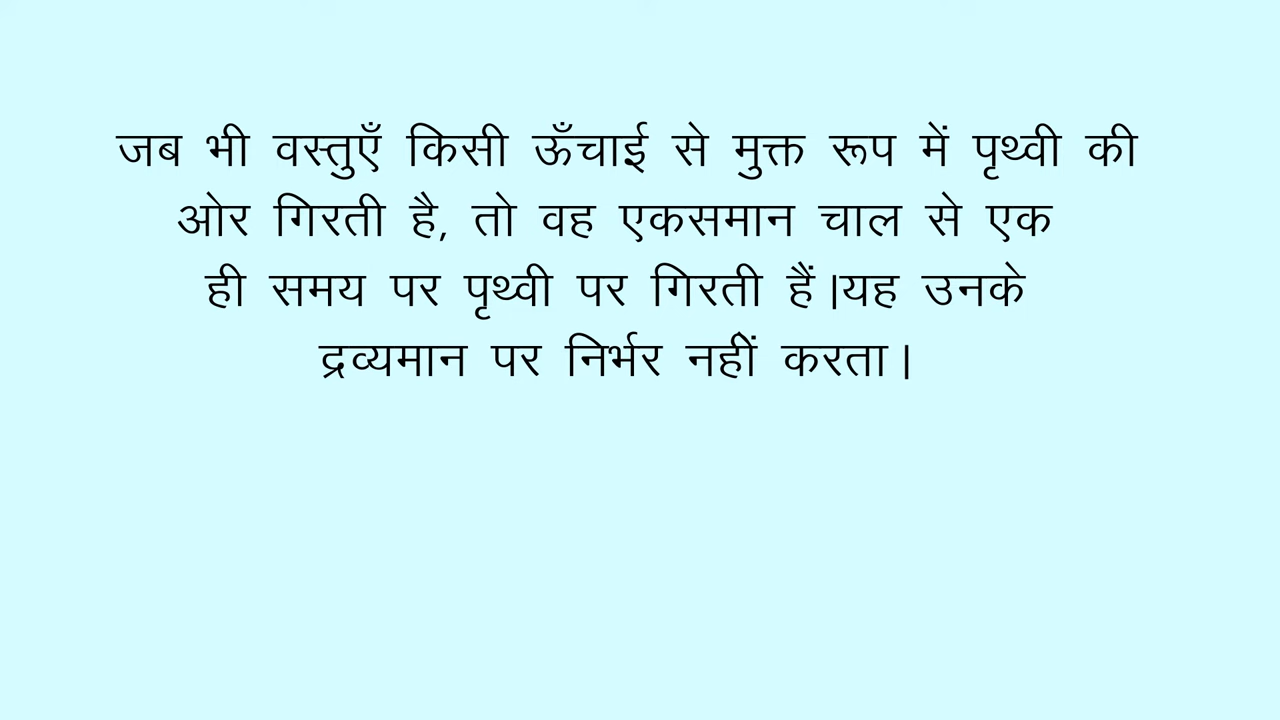 जब भी वस्तुएँ किसी ऊँचाई से मुक्त रूप में पृथ्वी की
ओर गिरती है, तो वह एकसमान चाल से एक
ही समय पर पृथ्वी पर गिरती हैं।यह उनके
द्रव्यमान पर निर्भर नहीं करता।